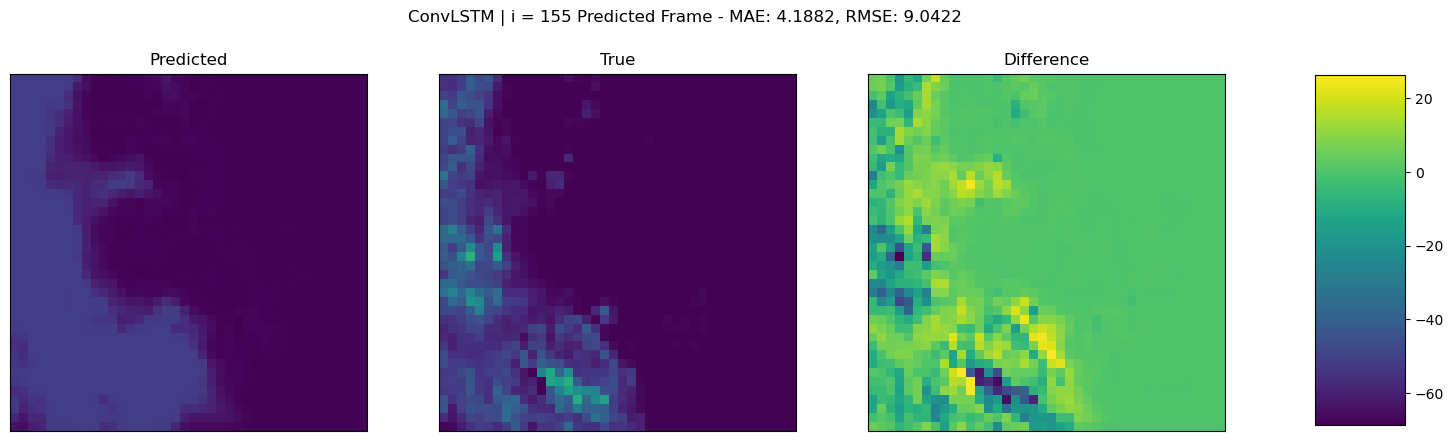 ConvLSTM | i = 155 Predicted Frame - MAE: 4.1882, RMSE: 9.0422
Predicted
True
Difference
20
0
−20
−40
−60